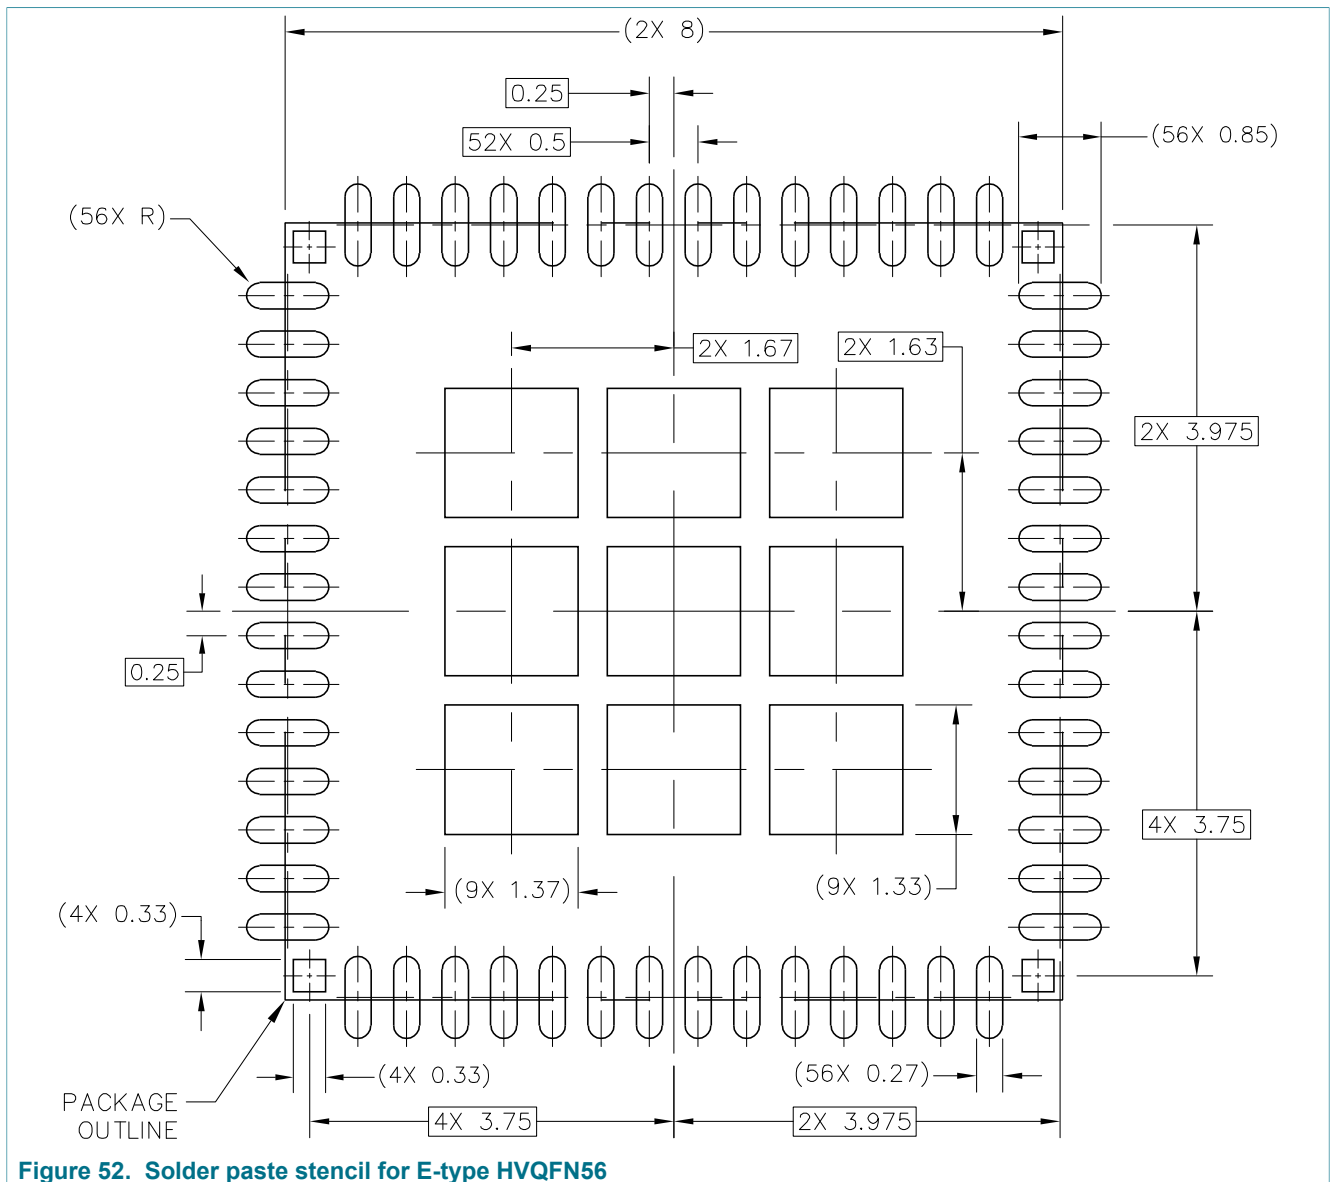 (2X 8)
0.25
52X 0.5
(56X 0.85)
(56X R)
2X 1.67
2X 1.63
2X 3.975
0.25
4X 3.75
(9X 1.37)
(9X 1.33)
(4X 0.33)
(4X 0.33)
(56X 0.27)
PACKAGE
OUTLINE
4X 3.75
2X 3.975
Figure 52. Solder paste stencil for E-type HVQFN56